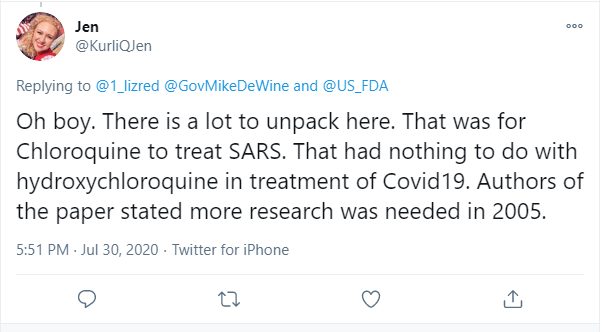 Jen
@KurliQJen
Replying to @1_lizred @GovMikeDeWine and @US_FDA
Oh boy. There is a lot to unpack here. That was for
Chloroquine to treat SARS. That had nothing to do with
hydroxychloroquine in treatment of Covid19. Authors of
the paper stated more research was needed in 2005.
5:51 PM · Jul 30, 2020 · Twitter for iPhone